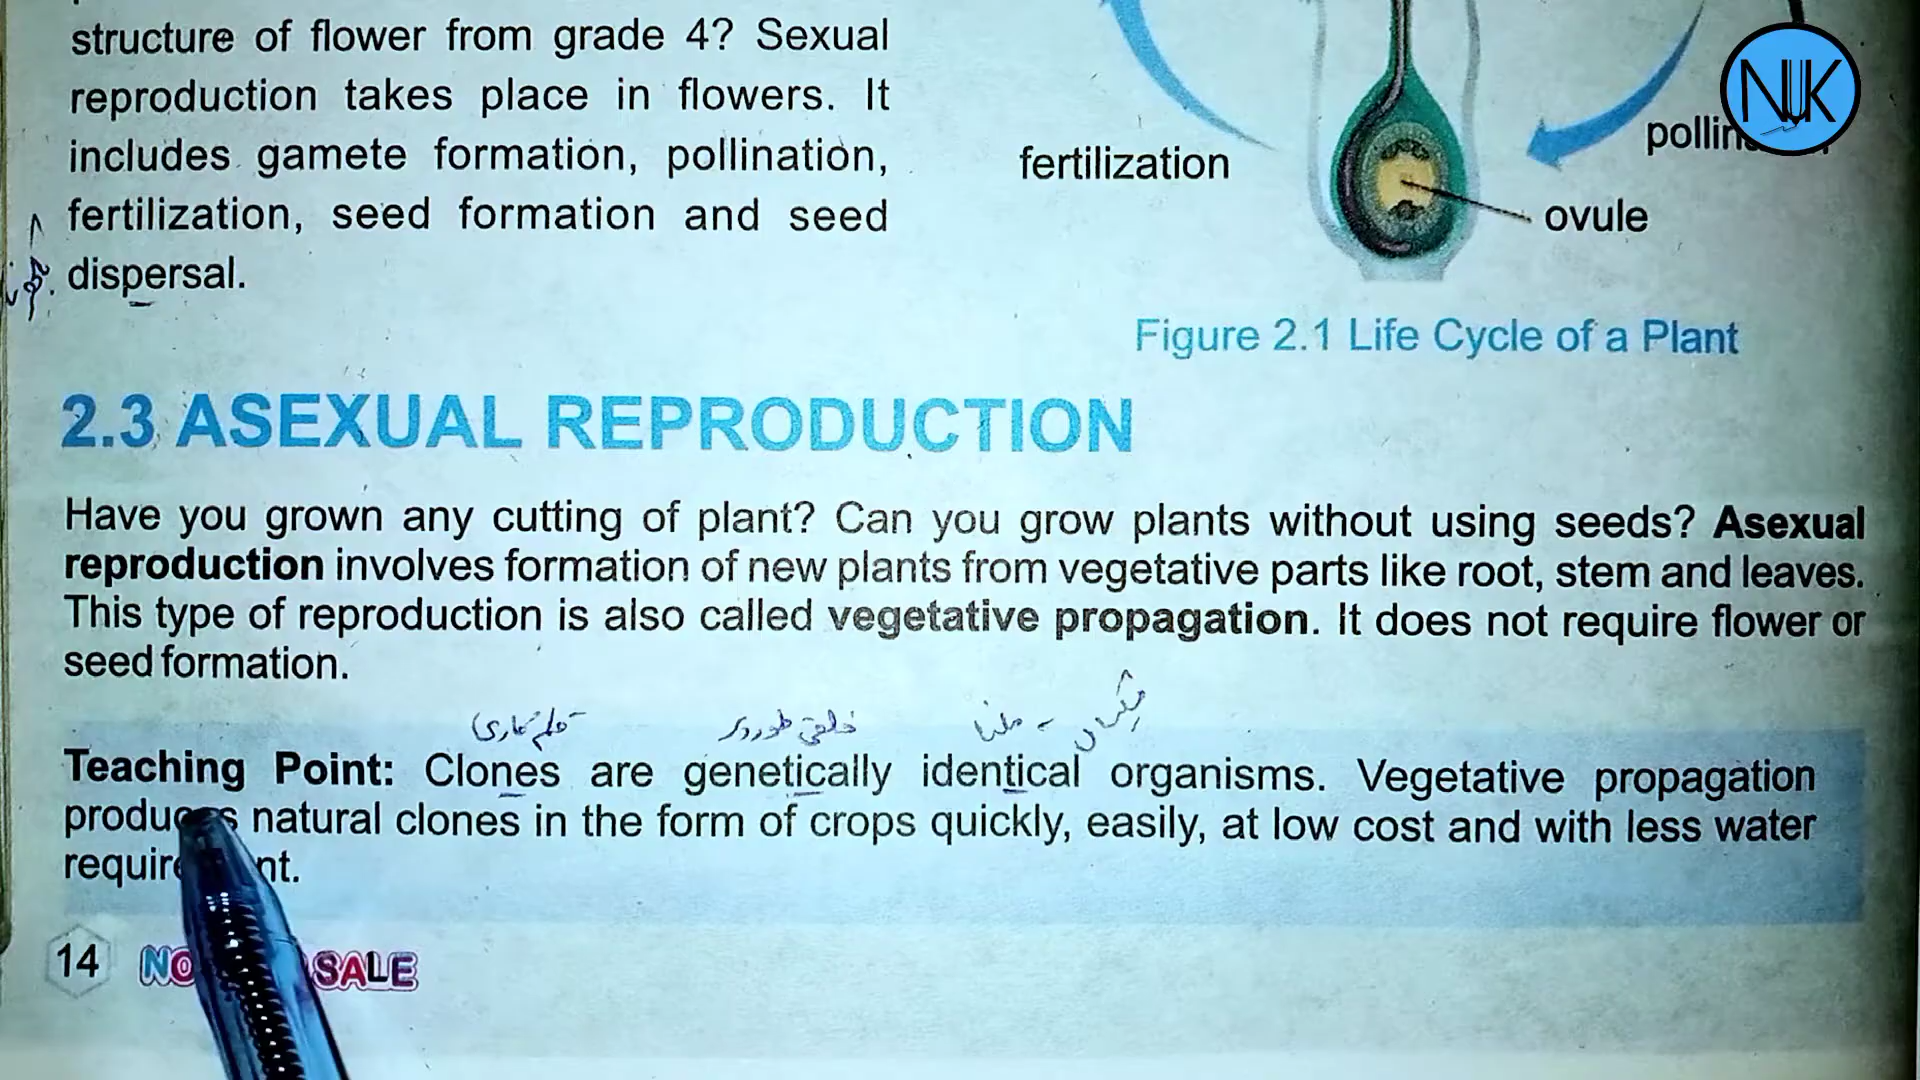 structure of flower from grade 4? Sexual
reproduction takes place in flowers. It
includes gamete formation, pollination,
fertilization, seed formation and seed
dispersal.
NUK
fertilization
ovule
Figure 2.1 Life Cycle of a Plant
2.3 ASEXUAL REPRODUCTION
Have you grown any cutting of plant? Can you grow plants without using seeds? Asexual
reproduction involves formation of new plants from vegetative parts like root, stem and leaves.
This type of reproduction is also called vegetative propagation. It does not require flower or
seed formation.
قلم کاری
Teaching Point: Clones are genetically identical organisms. Vegetative propagation
natural clones in the form of crops quickly, easily, at low cost and with less water
14 SALE